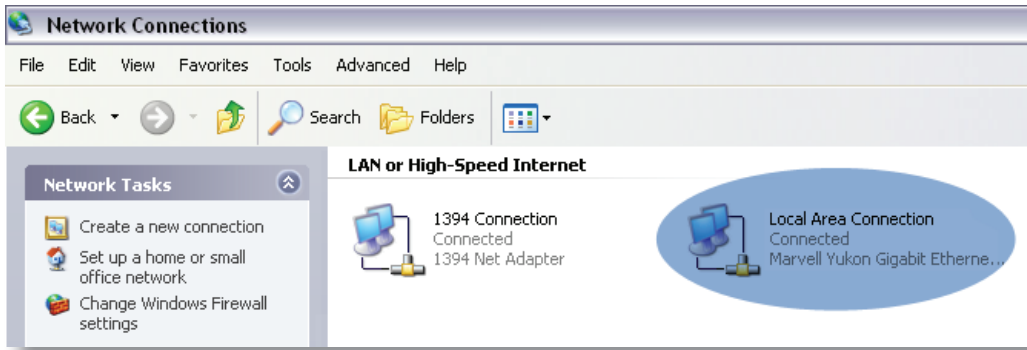 Network Connections
File Edit View Favorites Tools Advanced Help
Back Search Folders
LAN or High-Speed Internet
Network Tasks
Create a new connection
Set up a home or small
office network
Change Windows Firewall
settings
1394 Connection
Connected
1394 Net Adapter
Local Area Connection
Connected
Marvell Yukon Gigabit Etherne...